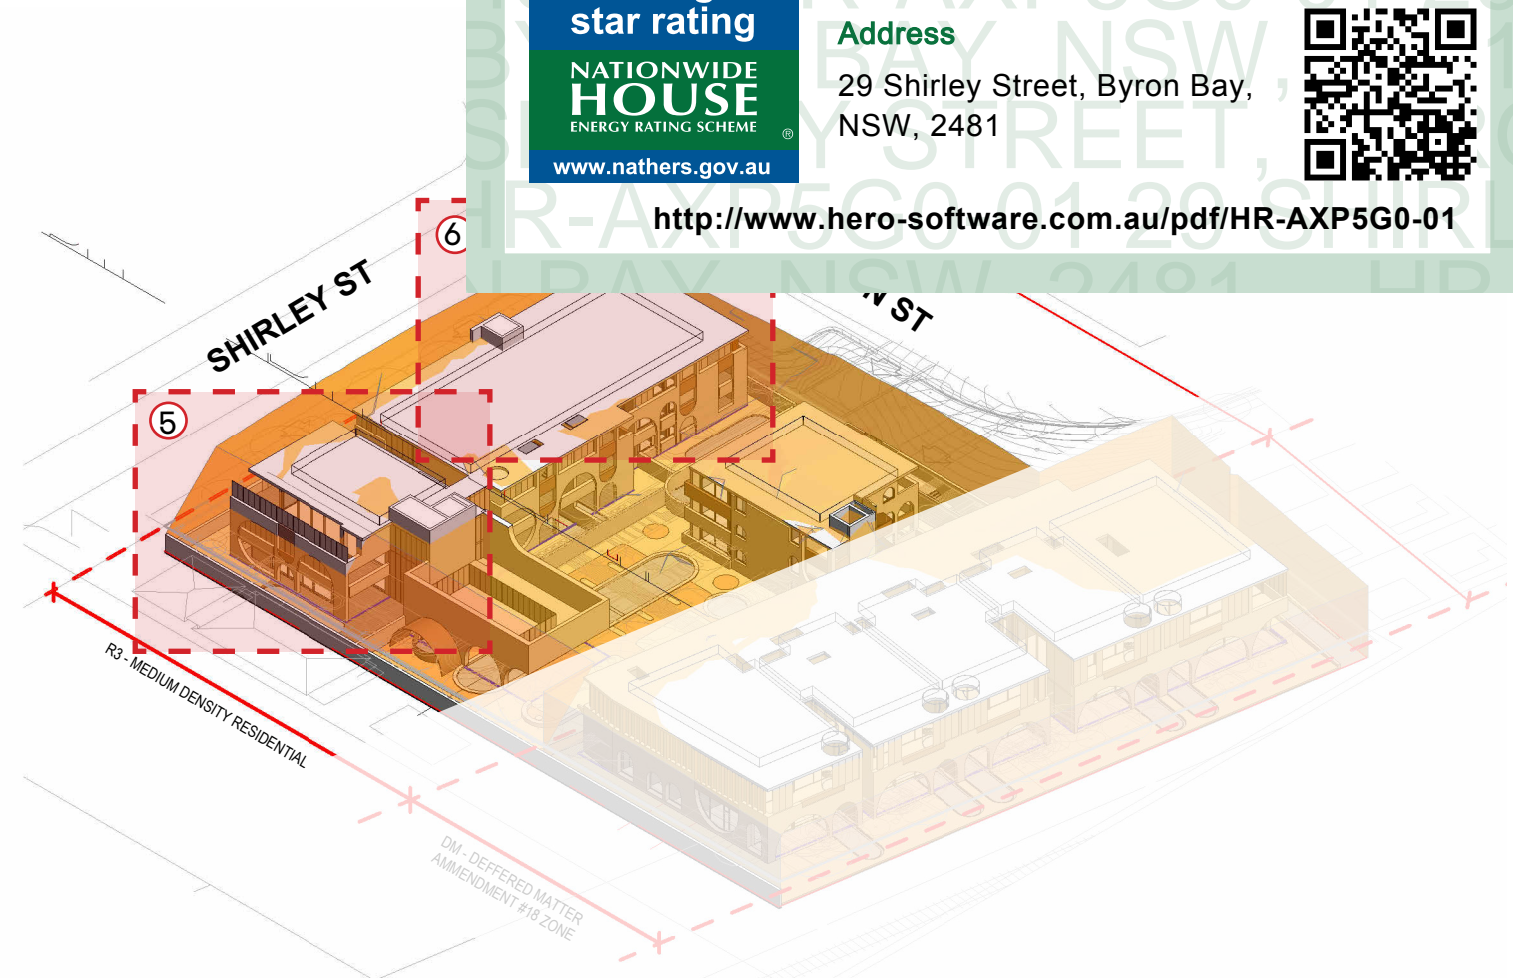 star rating
NATIONWIDE
HOUSE
ENERGY RATING SCHEME ®
www.nathers.gov.au
Address
29 Shirley Street, Byron Bay,
NSW, 2481
http://www.hero-software.com.au/pdf/HR-AXP5G0-01
6
SHIRLEY ST
ST
5
R3 - MEDIUM DENSITY RESIDENTIAL
DM - DEFFERED MATTER
AMMENDMENT #18 ZONE